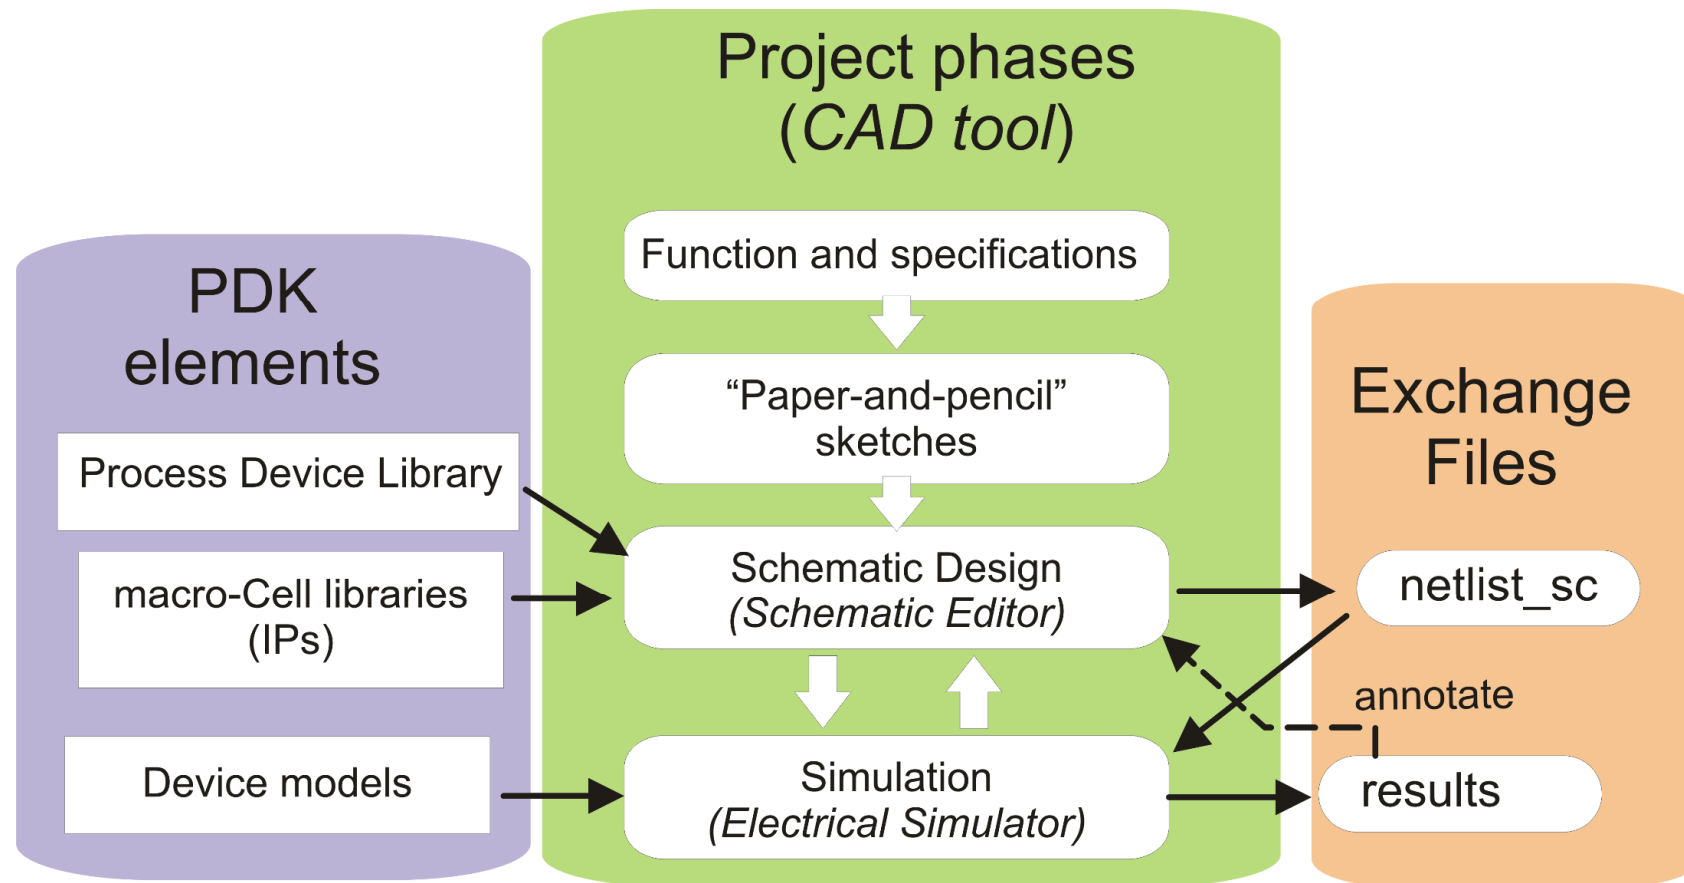 Project phases
(CAD tool)
Function and specifications
“Paper-and-pencil”
sketches
Schematic Design
(Schematic Editor)
Simulation
(Electrical Simulator)
PDK
elements
Process Device Library
macro-Cell libraries
(IPs)
Device models
Exchange
Files
netlist_sc
annotate
results